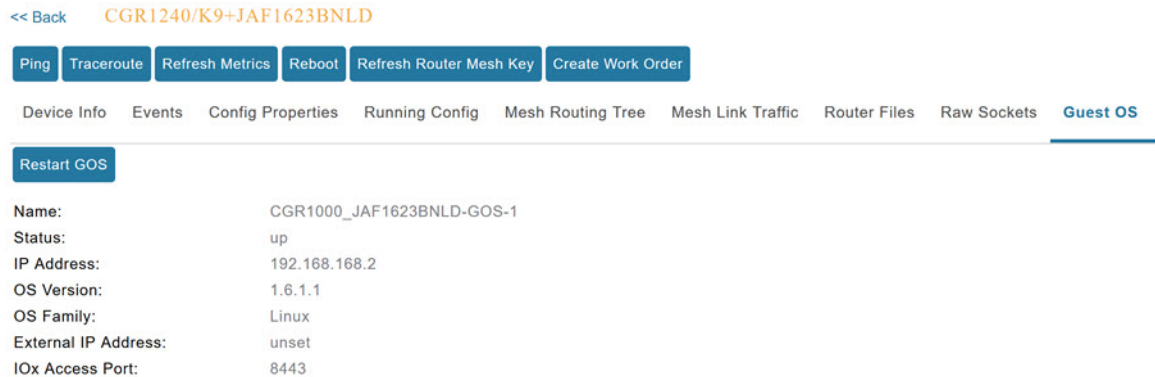 << Back CGR1240/K9+JAF1623BNLD
Ping Traceroute Refresh Metrics Reboot Refresh Router Mesh Key Create Work Order
Device Info Events Config Properties Running Config Mesh Routing Tree Mesh Link Traffic Router Files Raw Sockets Guest OS
Restart GOS
Name: CGR1000_JAF1623BNLD-GOS-1
Status: up
IP Address: 192.168.168.2
OS Version: 1.6.1.1
OS Family: Linux
External IP Address: unset
IOx Access Port: 8443